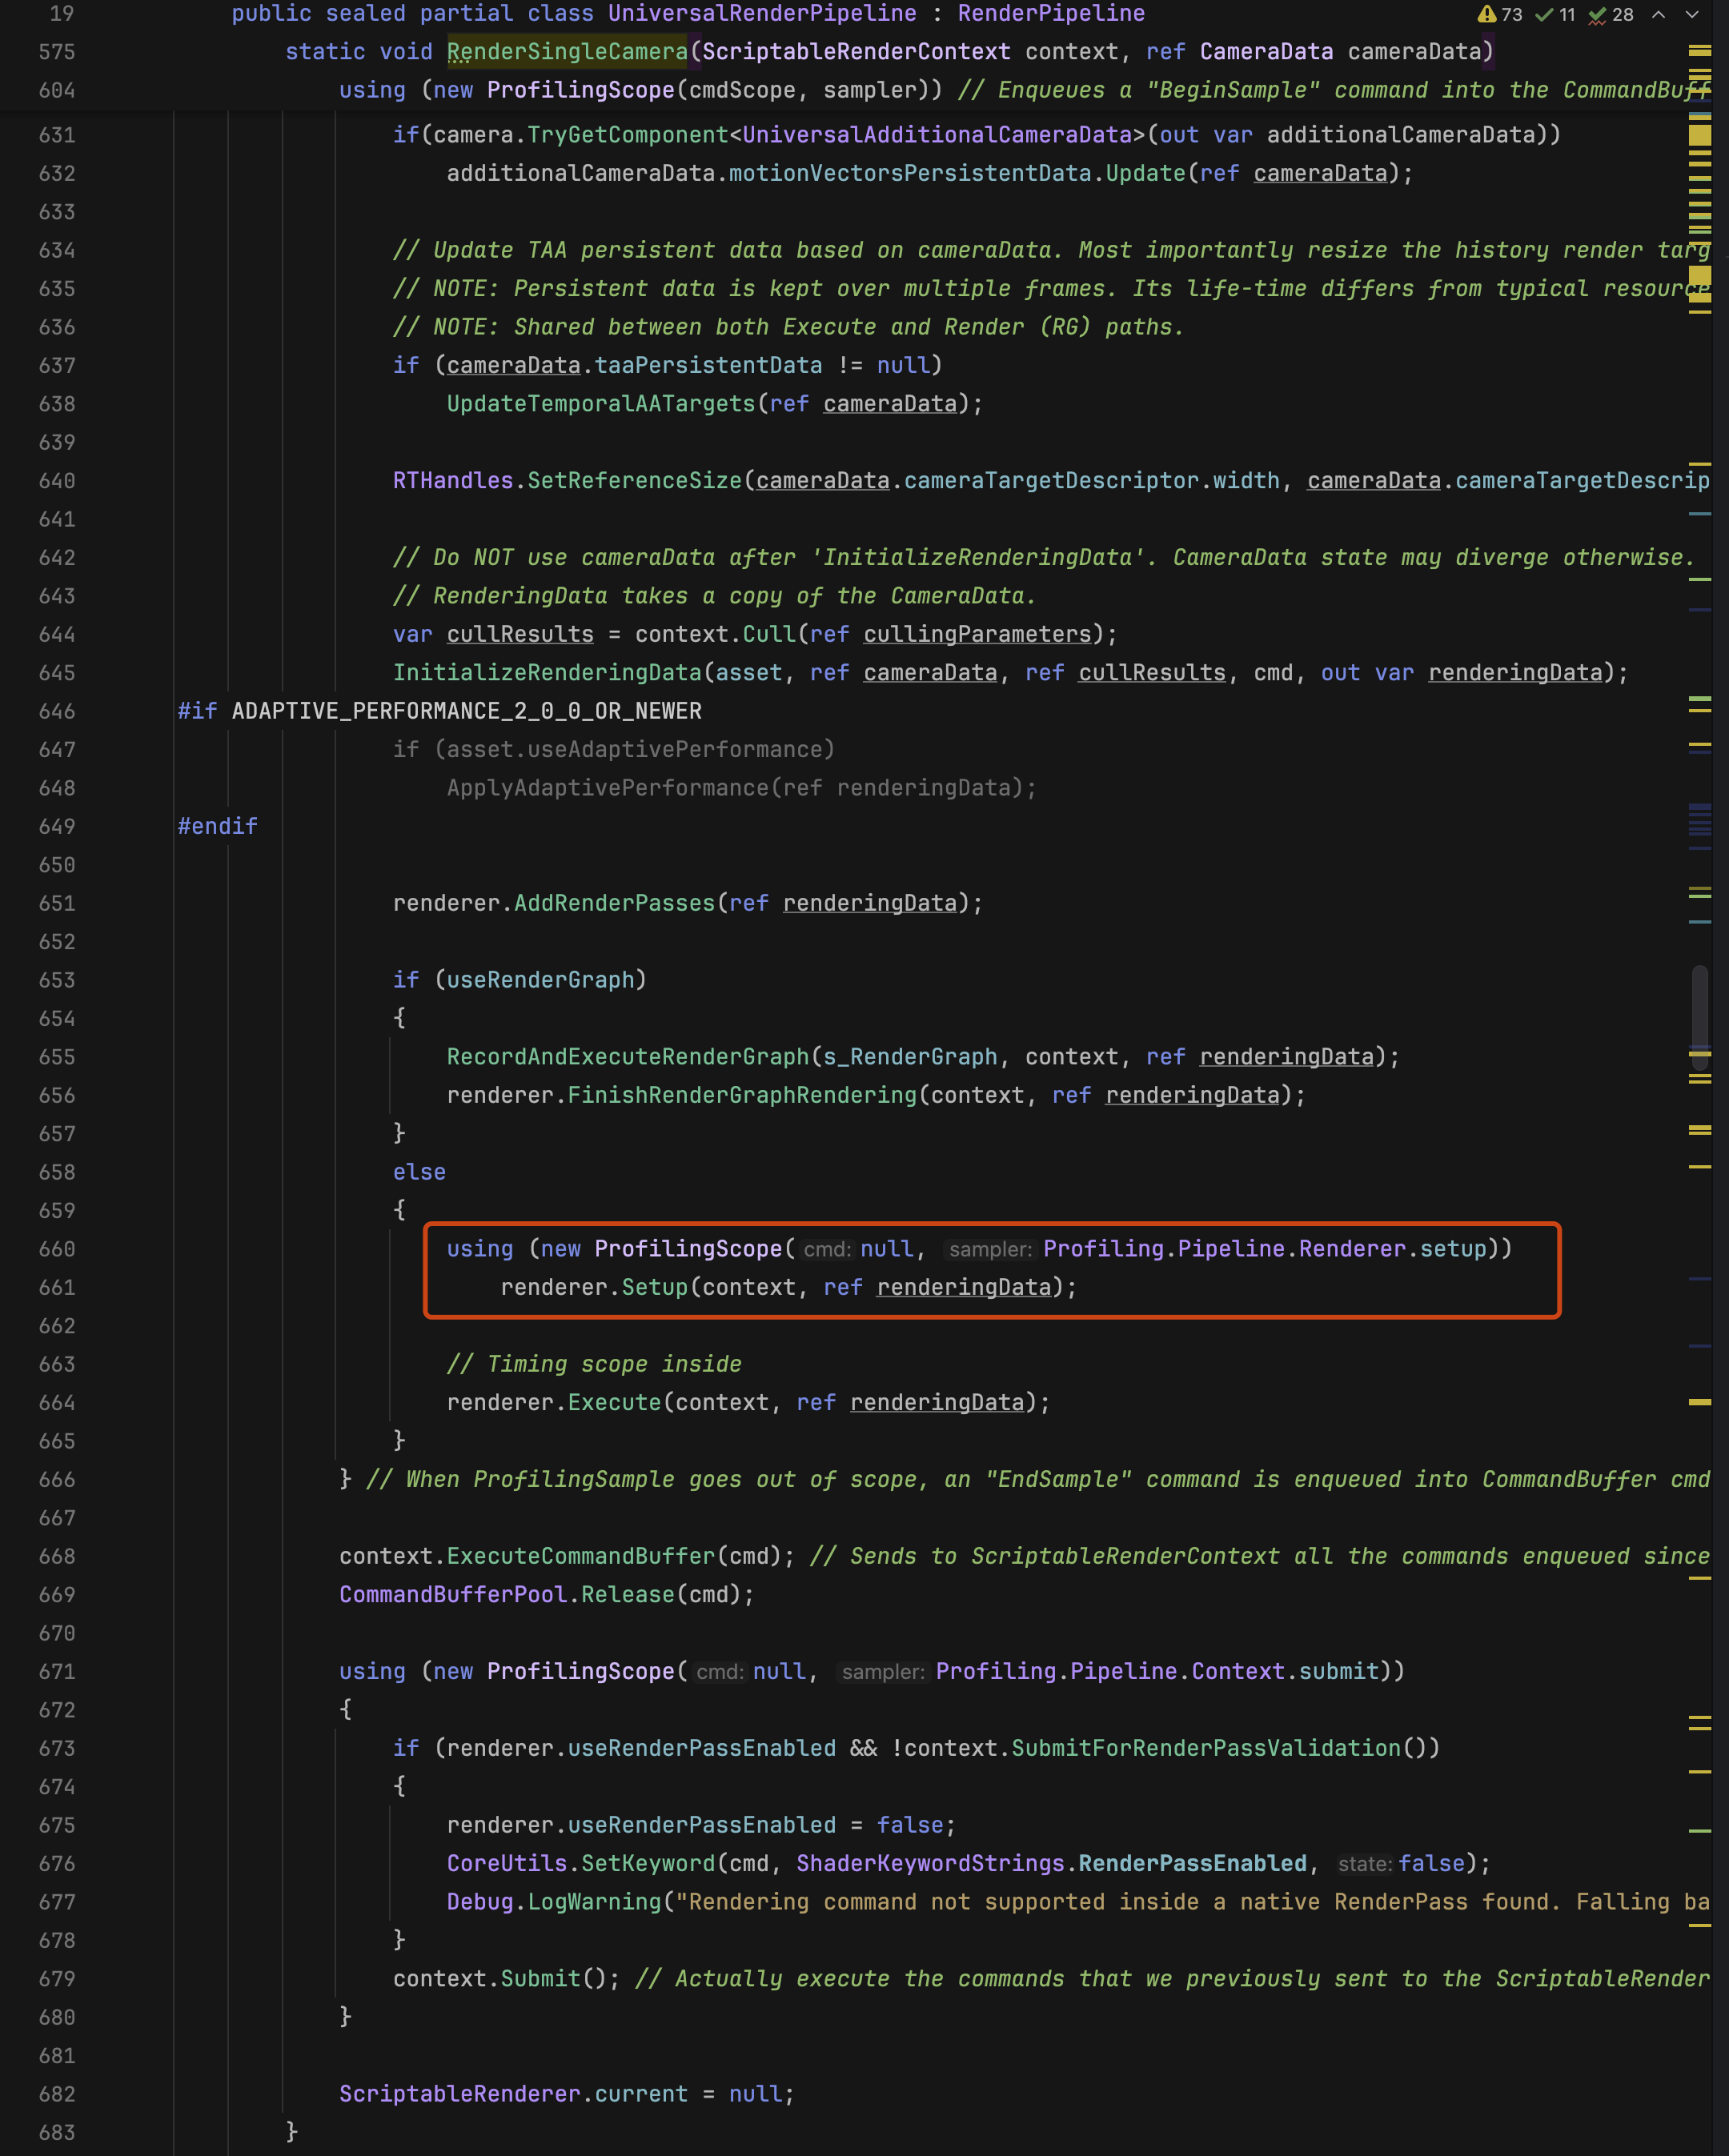 19 public sealed partial class UniversalRenderPipeline : RenderPipeline 73 11 28
575 static void RenderSingleCamera(ScriptableRenderContext context, ref CameraData cameraData)
604 using (new ProfilingScope(cmdScope, sampler)) // Enqueues a "BeginSample" command into the CommandBuff
631 if(camera.TryGetComponent<UniversalAdditionalCameraData>(out var additionalCameraData))
632 additionalCameraData.motionVectorsPersistentData.Update(ref cameraData);
633
634 // Update TAA persistent data based on cameraData. Most importantly resize the history render targ
635 // NOTE: Persistent data is kept over multiple frames. Its life-time differs from typical resource
636 // NOTE: Shared between both Execute and Render (RG) paths.
637 if (cameraData.taaPersistentData != null)
638 UpdateTemporalAATargets(ref cameraData);
639
640 RTHandles.SetReferenceSize(cameraData.cameraTargetDescriptor.width, cameraData.cameraTargetDescrip
641
642 // Do NOT use cameraData after 'InitializeRenderingData'. CameraData state may diverge otherwise.
643 // RenderingData takes a copy of the CameraData.
644 var cullResults = context.Cull(ref cullingParameters);
645 InitializeRenderingData(asset, ref cameraData, ref cullResults, cmd, out var renderingData);
646 #if ADAPTIVE_PERFORMANCE_2_0_0_OR_NEWER
647 if (asset.useAdaptivePerformance)
648 ApplyAdaptivePerformance(ref renderingData);
649 #endif
650
651 renderer.AddRenderPasses(ref renderingData);
652
653 if (useRenderGraph)
654 {
655 RecordAndExecuteRenderGraph(s_RenderGraph, context, ref renderingData);
656 renderer.FinishRenderGraphRendering(context, ref renderingData);
657 }
658 else
659 {
660 using (new ProfilingScope( cmd: null, sampler: Profiling.Pipeline.Renderer.setup))
661 renderer.Setup(context, ref renderingData);
662
663 // Timing scope inside
664 renderer.Execute(context, ref renderingData);
665 }
666 } // When ProfilingSample goes out of scope, an "EndSample" command is enqueued into CommandBuffer cmd
667
668 context.ExecuteCommandBuffer(cmd); // Sends to ScriptableRenderContext all the commands enqueued since
669 CommandBufferPool.Release(cmd);
670
671 using (new ProfilingScope( cmd: null, sampler: Profiling.Pipeline.Context.submit))
672 {
673 if (renderer.useRenderPassEnabled && !context.SubmitForRenderPassValidation())
674 {
675 renderer.useRenderPassEnabled = false;
676 CoreUtils.SetKeyword(cmd, ShaderKeywordStrings.RenderPassEnabled, state: false);
677 Debug.LogWarning("Rendering command not supported inside a native RenderPass found. Falling ba
678 }
679 context.Submit(); // Actually execute the commands that we previously sent to the ScriptableRender
680 }
681
682 ScriptableRenderer.current = null;
683 }